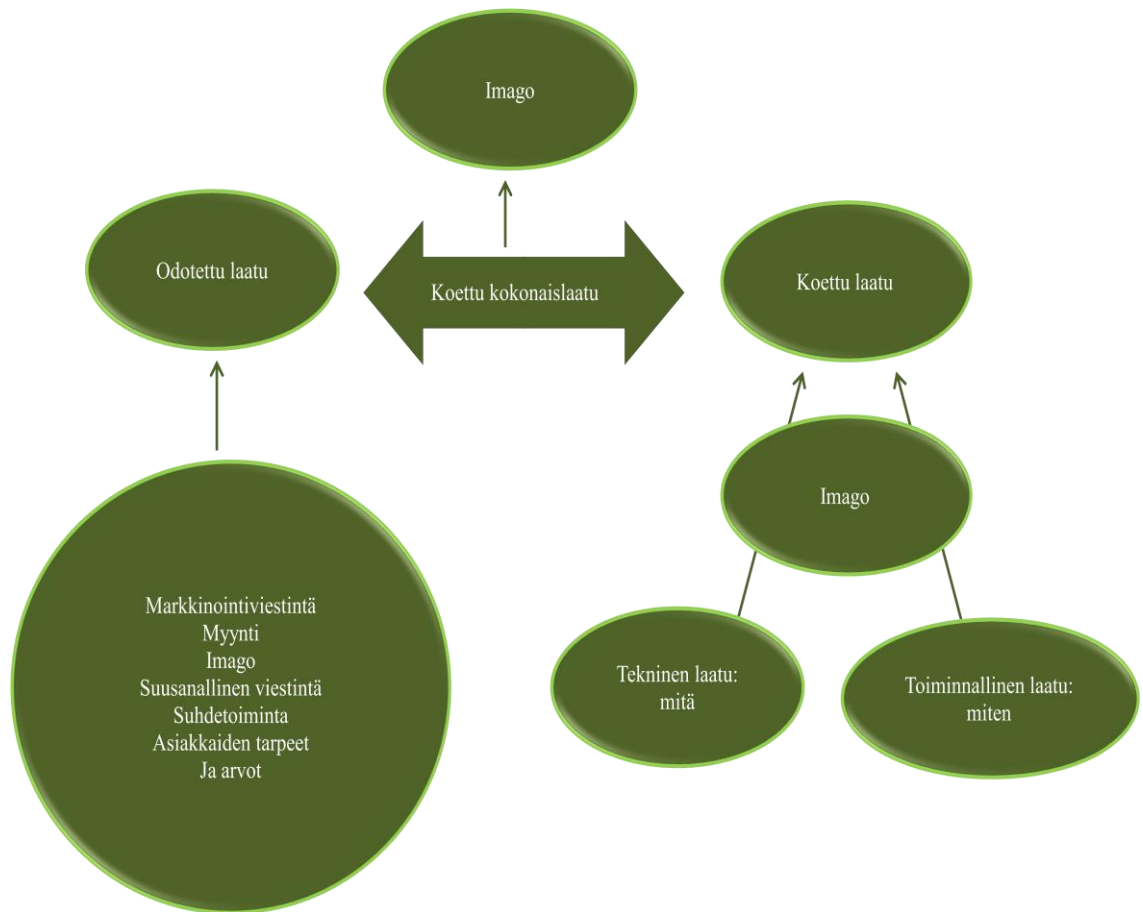 Imago
Odotettu laatu
Koettu kokonaislaatu
Koettu laatu
Imago
Markkinointiviestintä
Myynti
Imago
Suusanallinen viestintä
Suhdetoiminta
Asiakkaiden tarpeet
Ja arvot
Tekninen laatu:
mitä
Toiminnallinen laatu:
miten